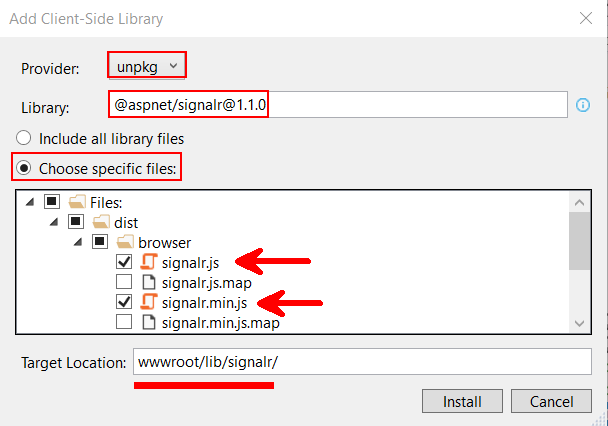 Add Client-Side Library
Provider: unpkg
Library: @aspnet/signalr@1.1.0
Include all library files
Choose specific files:
Files:
dist
browser
signalr.js
signalr.js.map
signalr.min.js
signalr.min.js.map
Target Location: wwwroot/lib/signalr/
Install Cancel